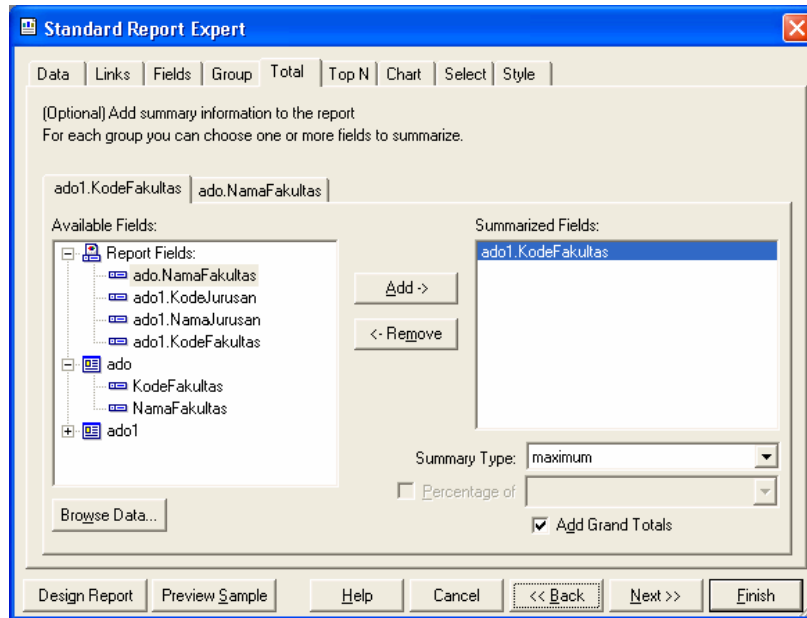 Standard Report Expert
Data Links Fields Group Total Top N Chart Select Style
(Optional) Add summary information to the report
For each group you can choose one or more fields to summarize.
ado1.KodeFakultas ado.NamaFakultas
Available Fields:
Report Fields:
ado.NamaFakultas
ado1.KodeJurusan
ado1.NamaJurusan
ado1.KodeFakultas
ado
KodeFakultas
NamaFakultas
ado1
Browse Data...
Add ->
<- Remove
Summarized Fields:
ado1.KodeFakultas
Summary Type: maximum
Percentage of
Add Grand Totals
Design Report Preview Sample Help Cancel << Back Next >> Finish